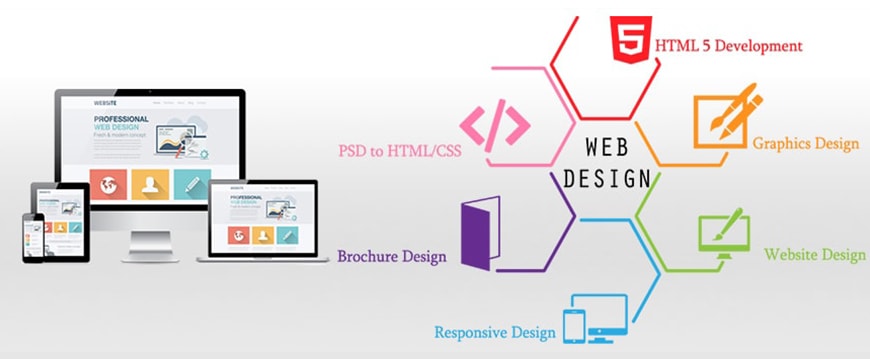 WEBSITE
PROFESSIONAL
WEB DESIGN
Fresh & modern concept
WEBSITE
PROFESSIONAL
WEB DESIGN
5
HTML 5 Development
Graphics Design
PSD to HTML/CSS
WEB
DESIGN
Brochure Design
Website Design
Responsive Design